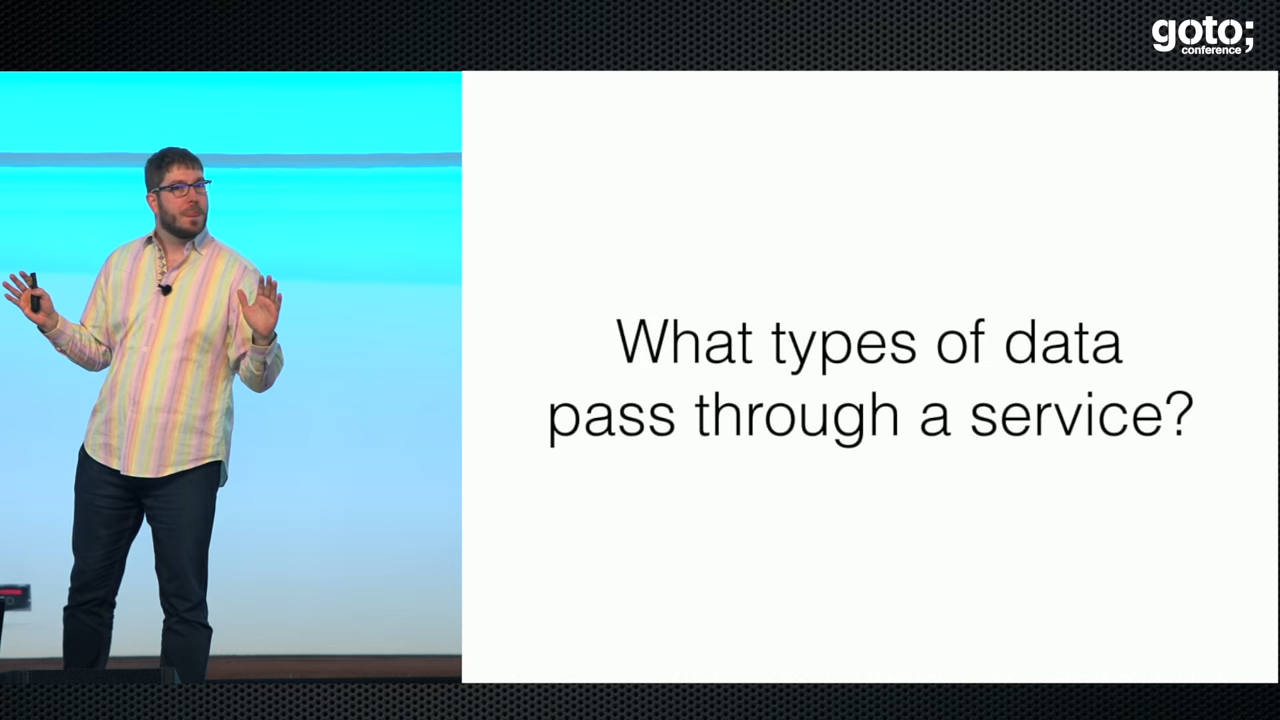 goto;
conference
What types of data
pass through a service?